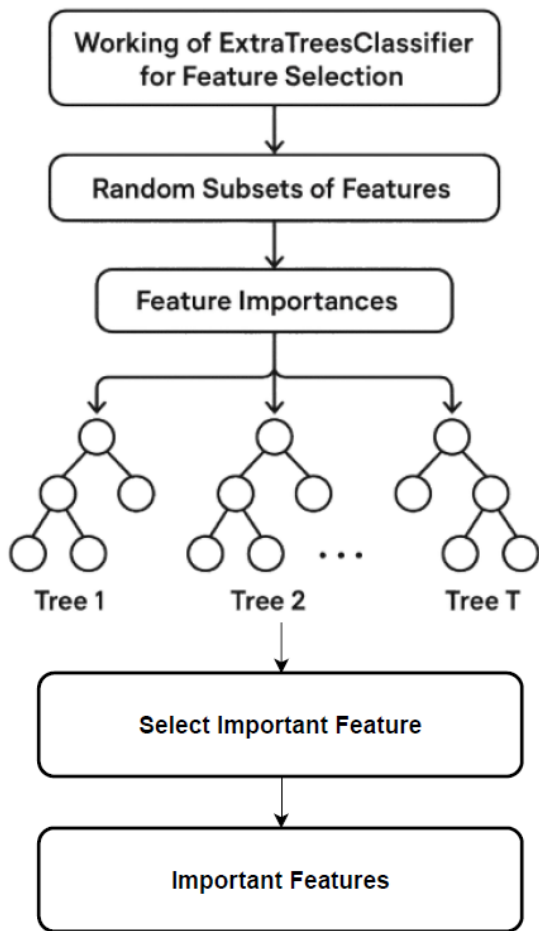 Working of ExtraTreesClassifier
for Feature Selection
Random Subsets of Features
Feature Importances
...
Tree 1
Tree 2
Tree T
Select Important Feature
Important Features